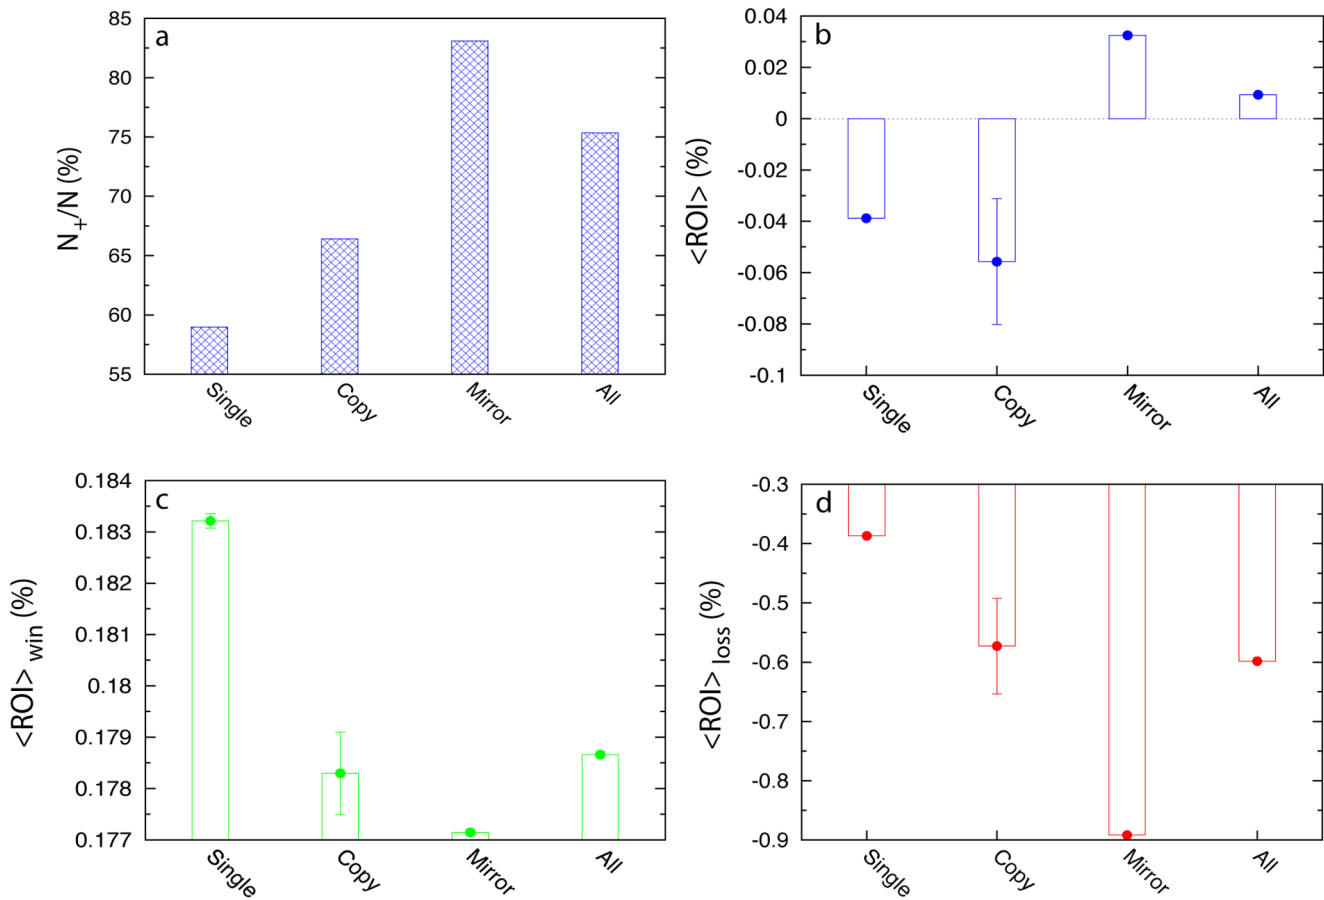 a
85
80
75
70
65
60
55
N+/N (%)
Single
Copy
Mirror
All
b
0.04
0.02
0
-0.02
-0.04
-0.06
-0.08
-0.1
<ROI> (%)
Single
Copy
Mirror
All
c
0.184
0.183
0.182
0.181
0.18
0.179
0.178
0.177
<ROI> win (%)
Single
Copy
Mirror
All
d
-0.3
-0.4
-0.5
-0.6
-0.7
-0.8
-0.9
<ROI> loss (%)
Single
Copy
Mirror
All